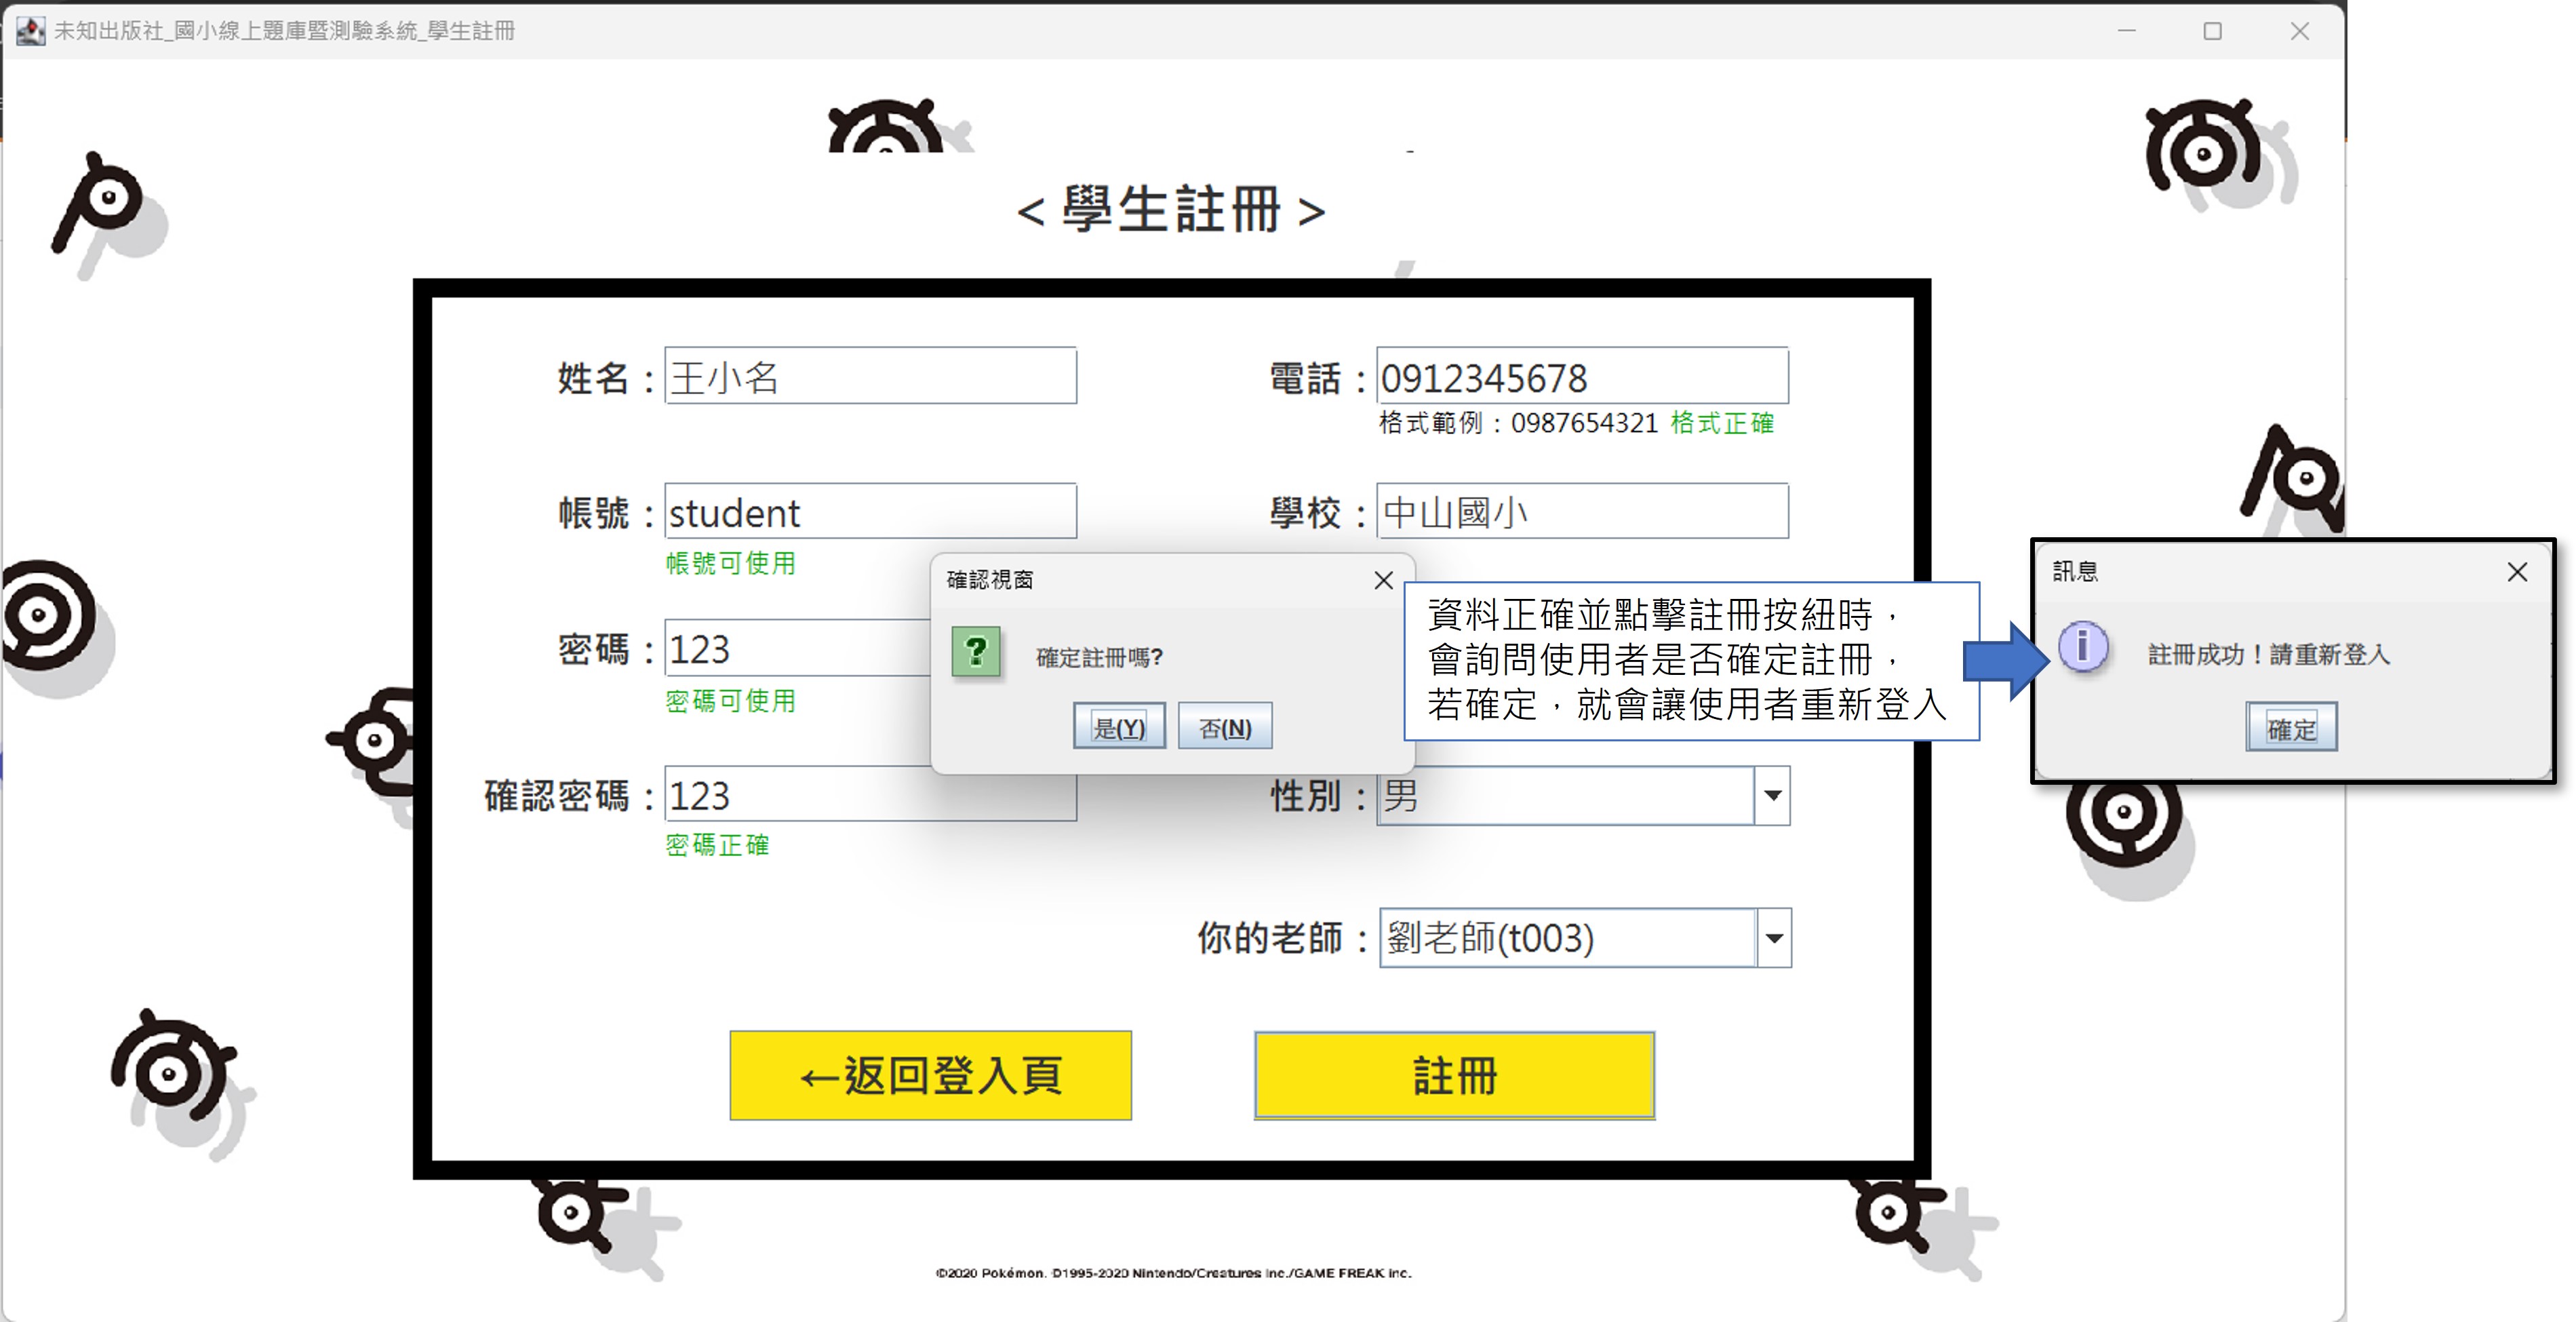 未知出版社_國小線上題庫暨測驗系統_學生註冊
<學生註冊>
姓名：王小名
電話：0912345678
格式範例：0987654321 格式正確
帳號：student
帳號可使用
學校：中山國小
密碼：123
密碼可使用
確認密碼：123
密碼正確
性別：男
你的老師：劉老師(t003)
←返回登入頁
註冊
確認視窗
確定註冊嗎?
是(Y)
否(N)
資料正確並點擊註冊按紐時，
會詢問使用者是否確定註冊，
若確定，就會讓使用者重新登入
訊息
註冊成功！請重新登入
確定
©2020 Pokémon. ©1995-2020 Nintendo/Creatures Inc./GAME FREAK inc.